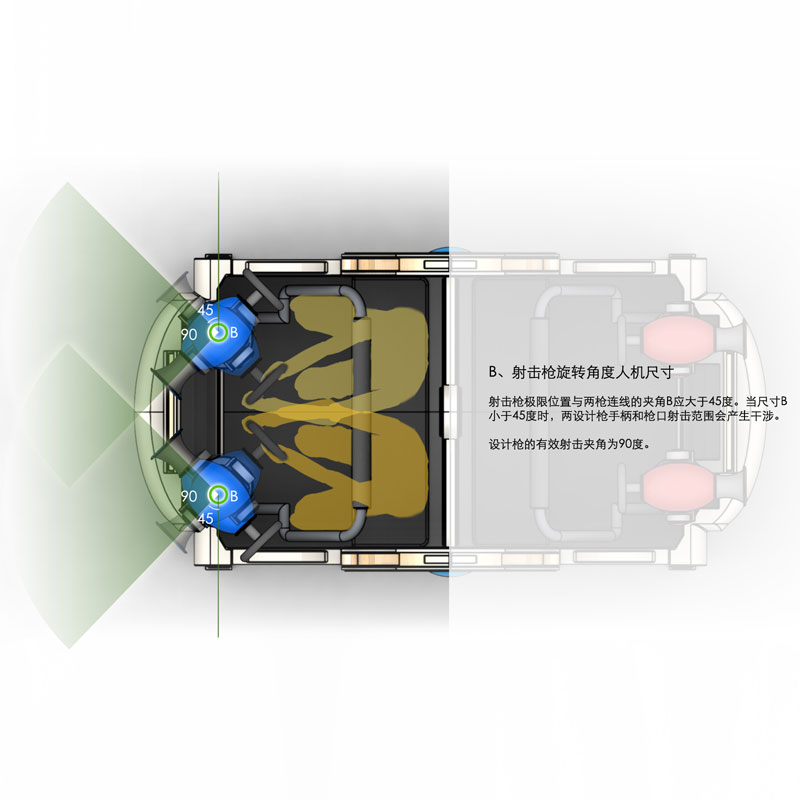 45
90 B
B、射击枪旋转角度人机尺寸
射击枪极限位置与两枪连线的夹角B应大于45度。当尺寸B
小于45度时，两设计枪手柄和枪口射击范围会产生干涉。
设计枪的有效射击夹角为90度。
90 B
45